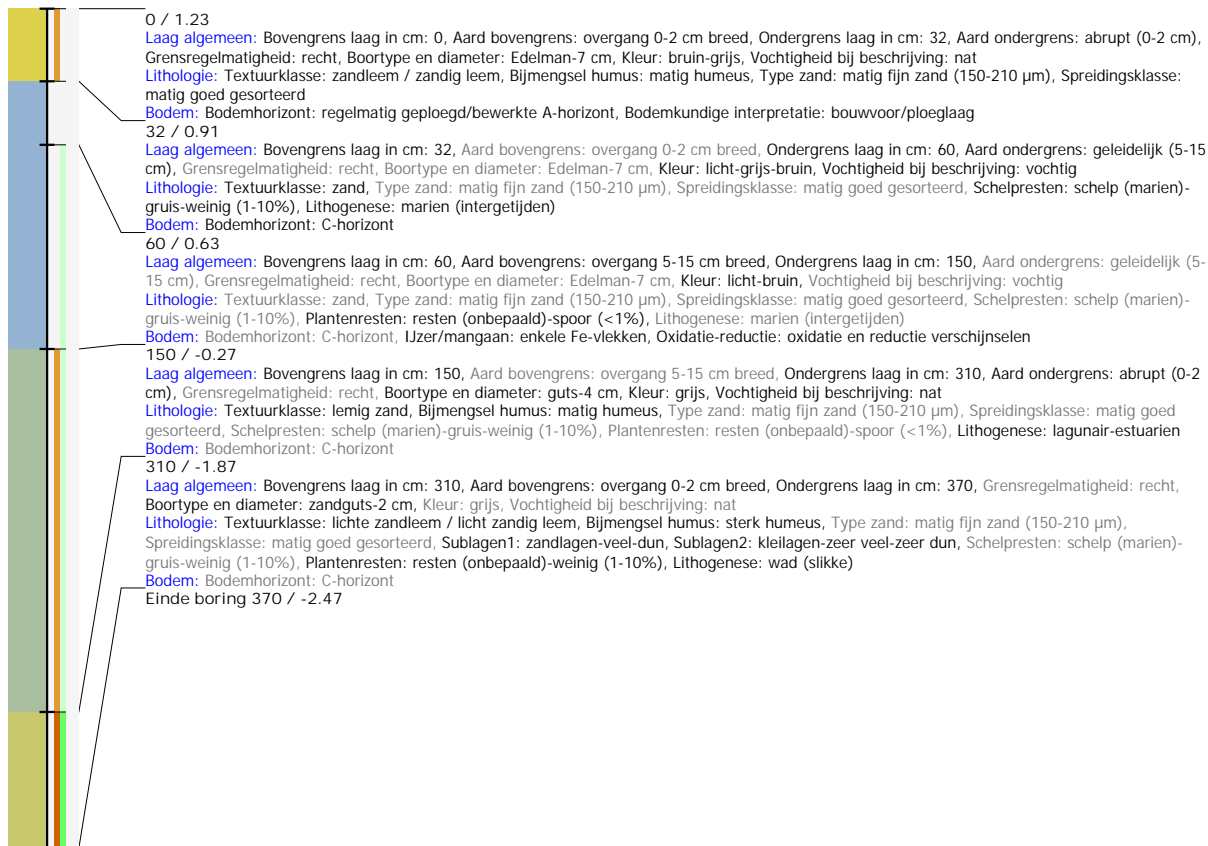 0 / 1.23
Laag algemeen: Bovengrens laag in cm: 0, Aard bovengrens: overgang 0-2 cm breed, Ondergrens laag in cm: 32, Aard ondergrens: abrupt (0-2 cm),
Grensregelmatigheid: recht, Boortype en diameter: Edelman-7 cm, Kleur: bruin-grijs, Vochtigheid bij beschrijving: nat
Lithologie: Textuurklasse: zandleem / zandig leem, Bijmengsel humus: matig humeus, Type zand: matig fijn zand (150-210 µm), Spreidingsklasse:
matig goed gesorteerd
Bodem: Bodemhorizont: regelmatig geploegd/bewerkte A-horizont, Bodemkundige interpretatie: bouwvoor/ploeglaag
32 / 0.91
Laag algemeen: Bovengrens laag in cm: 32, Aard bovengrens: overgang 0-2 cm breed, Ondergrens laag in cm: 60, Aard ondergrens: geleidelijk (5-15
cm), Grensregelmatigheid: recht, Boortype en diameter: Edelman-7 cm, Kleur: licht-grijs-bruin, Vochtigheid bij beschrijving: vochtig
Lithologie: Textuurklasse: zand, Type zand: matig fijn zand (150-210 µm), Spreidingsklasse: matig goed gesorteerd, Schelpresten: schelp (marien)-
gruis-weinig (1-10%), Lithogenese: marien (intergetijden)
Bodem: Bodemhorizont: C-horizont
60 / 0.63
Laag algemeen: Bovengrens laag in cm: 60, Aard bovengrens: overgang 5-15 cm breed, Ondergrens laag in cm: 150, Aard ondergrens: geleidelijk (5-
15 cm), Grensregelmatigheid: recht, Boortype en diameter: Edelman-7 cm, Kleur: licht-bruin, Vochtigheid bij beschrijving: vochtig
Lithologie: Textuurklasse: zand, Type zand: matig fijn zand (150-210 µm), Spreidingsklasse: matig goed gesorteerd, Schelpresten: schelp (marien)-
gruis-weinig (1-10%), Plantenresten: resten (onbepaald)-spoor (<1%), Lithogenese: marien (intergetijden)
Bodem: Bodemhorizont: C-horizont, IJzer/mangaan: enkele Fe-vlekken, Oxidatie-reductie: oxidatie en reductie verschijnselen
150 / -0.27
Laag algemeen: Bovengrens laag in cm: 150, Aard bovengrens: overgang 5-15 cm breed, Ondergrens laag in cm: 310, Aard ondergrens: abrupt (0-2
cm), Grensregelmatigheid: recht, Boortype en diameter: guts-4 cm, Kleur: grijs, Vochtigheid bij beschrijving: nat
Lithologie: Textuurklasse: lemig zand, Bijmengsel humus: matig humeus, Type zand: matig fijn zand (150-210 µm), Spreidingsklasse: matig goed
gesorteerd, Schelpresten: schelp (marien)-gruis-weinig (1-10%), Plantenresten: resten (onbepaald)-spoor (<1%), Lithogenese: lagunair-estuarien
Bodem: Bodemhorizont: C-horizont
310 / -1.87
Laag algemeen: Bovengrens laag in cm: 310, Aard bovengrens: overgang 0-2 cm breed, Ondergrens laag in cm: 370, Grensregelmatigheid: recht,
Boortype en diameter: zandguts-2 cm, Kleur: grijs, Vochtigheid bij beschrijving: nat
Lithologie: Textuurklasse: lichte zandleem / licht zandig leem, Bijmengsel humus: sterk humeus, Type zand: matig fijn zand (150-210 µm),
Spreidingsklasse: matig goed gesorteerd, Sublagen1: zandlagen-veel-dun, Sublagen2: kleilagen-zeer veel-zeer dun, Schelpresten: schelp (marien)-
gruis-weinig (1-10%), Plantenresten: resten (onbepaald)-weinig (1-10%), Lithogenese: wad (slikke)
Bodem: Bodemhorizont: C-horizont
Einde boring 370 / -2.47